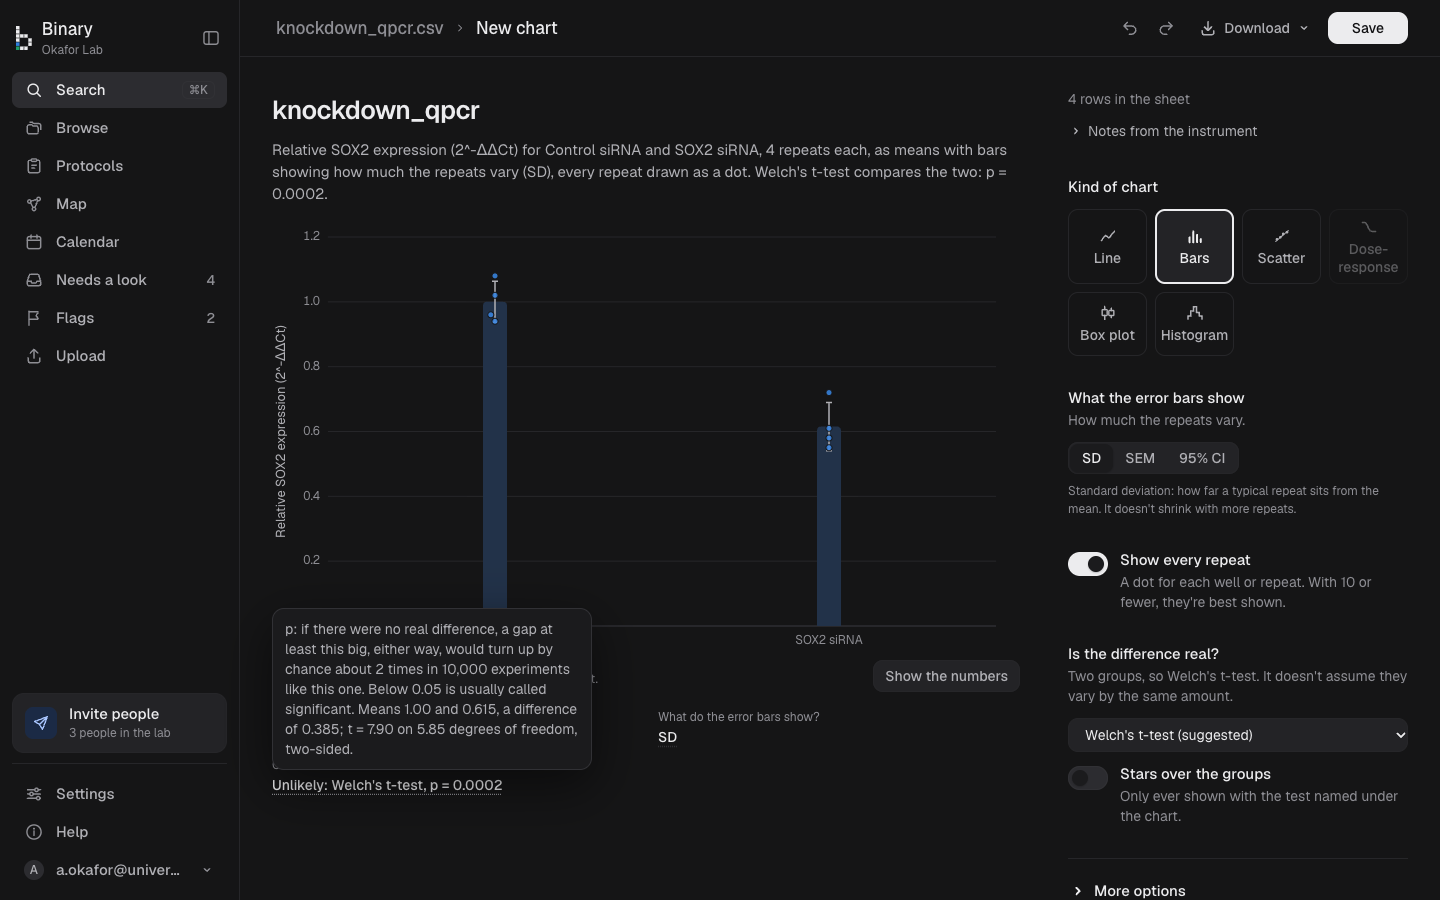 Binary
Okafor Lab
Search ⌘K
Browse
Protocols
Map
Calendar
Needs a look 4
Flags 2
Upload
Invite people
3 people in the lab
Settings
Help
A a.okafor@univer...
knockdown_qpcr.csv › New chart
Download
Save
knockdown_qpcr
Relative SOX2 expression (2^-ΔΔCt) for Control siRNA and SOX2 siRNA, 4 repeats each, as means with bars
showing how much the repeats vary (SD), every repeat drawn as a dot. Welch's t-test compares the two: p =
0.0002.
1.2
1.0
0.8
0.6
0.4
0.2
Relative SOX2 expression (2^-ΔΔCt)
SOX2 siRNA
p: if there were no real difference, a gap at
least this big, either way, would turn up by
chance about 2 times in 10,000 experiments
like this one. Below 0.05 is usually called
significant. Means 1.00 and 0.615, a difference
of 0.385; t = 7.90 on 5.85 degrees of freedom,
two-sided.
Show the numbers
What do the error bars show?
SD
Unlikely: Welch's t-test, p = 0.0002
4 rows in the sheet
Notes from the instrument
Kind of chart
Line
Bars
Scatter
Dose-
response
Box plot
Histogram
What the error bars show
How much the repeats vary.
SD SEM 95% CI
Standard deviation: how far a typical repeat sits from the
mean. It doesn't shrink with more repeats.
Show every repeat
A dot for each well or repeat. With 10 or
fewer, they're best shown.
Is the difference real?
Two groups, so Welch's t-test. It doesn't assume they
vary by the same amount.
Welch's t-test (suggested)
Stars over the groups
Only ever shown with the test named under
the chart.
More options